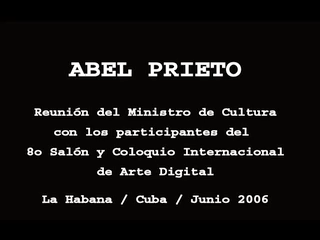 ABEL PRIETO
Reunión del Ministro de Cultura
con los participantes del
8o Salón y Coloquio Internacional
de Arte Digital
La Habana / Cuba / Junio 2006